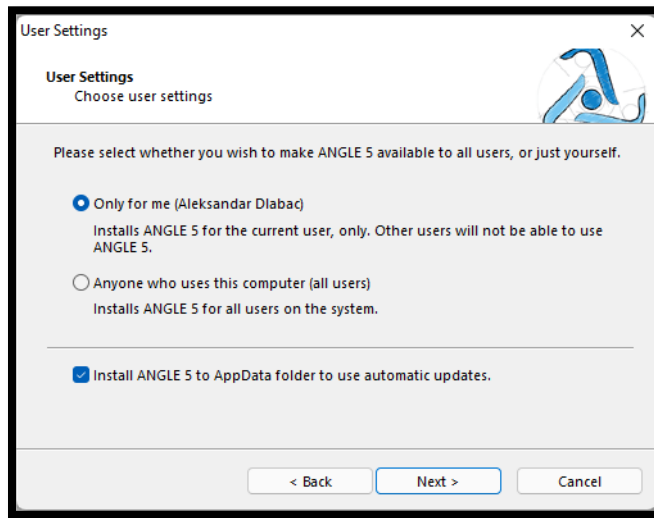 User Settings
User Settings
Choose user settings
Please select whether you wish to make ANGLE 5 available to all users, or just yourself.
Only for me (Aleksandar Dlabac)
Installs ANGLE 5 for the current user, only. Other users will not be able to use
ANGLE 5.
Anyone who uses this computer (all users)
Installs ANGLE 5 for all users on the system.
Install ANGLE 5 to AppData folder to use automatic updates.
< Back
Next >
Cancel